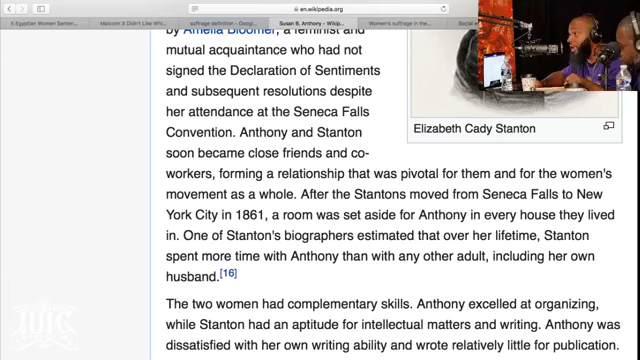 en.wikipedia.org
5 Egyptian Women Senten...
Malcolm X Didn't Like Whi...
suffrage definition - Googl...
Susan B. Anthony - Wikip...
Women's suffrage in the...
Social e
by Amelia Bloomer, a feminist and
mutual acquaintance who had not
signed the Declaration of Sentiments
and subsequent resolutions despite
her attendance at the Seneca Falls
Convention. Anthony and Stanton
soon became close friends and co-
workers, forming a relationship that was pivotal for them and for the women's
movement as a whole. After the Stantons moved from Seneca Falls to New
York City in 1861, a room was set aside for Anthony in every house they lived
in. One of Stanton's biographers estimated that over her lifetime, Stanton
spent more time with Anthony than with any other adult, including her own
husband.[16]
The two women had complementary skills. Anthony excelled at organizing,
while Stanton had an aptitude for intellectual matters and writing. Anthony was
dissatisfied with her own writing ability and wrote relatively little for publication.
Elizabeth Cady Stanton
IUIC